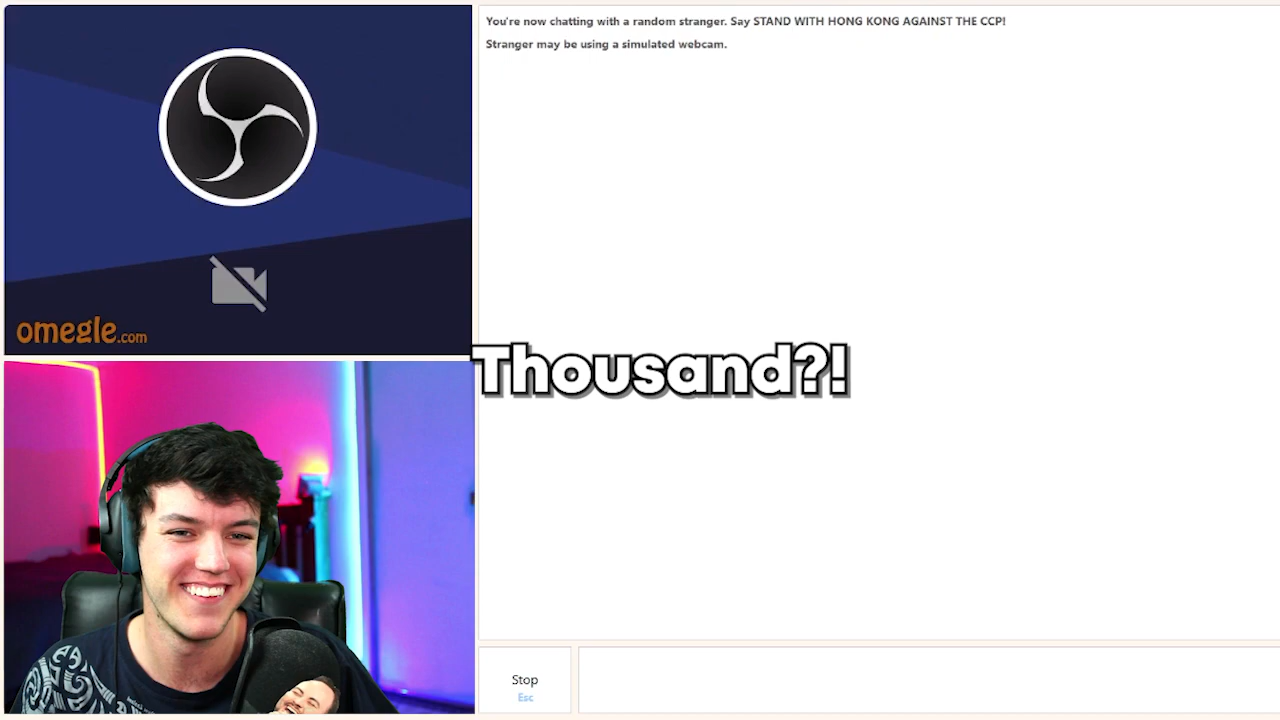 You're now chatting with a random stranger. Say STAND WITH HONG KONG AGAINST THE CCP!
Stranger may be using a simulated webcam.
omegle.com
Thousand?!
Stop
Esc